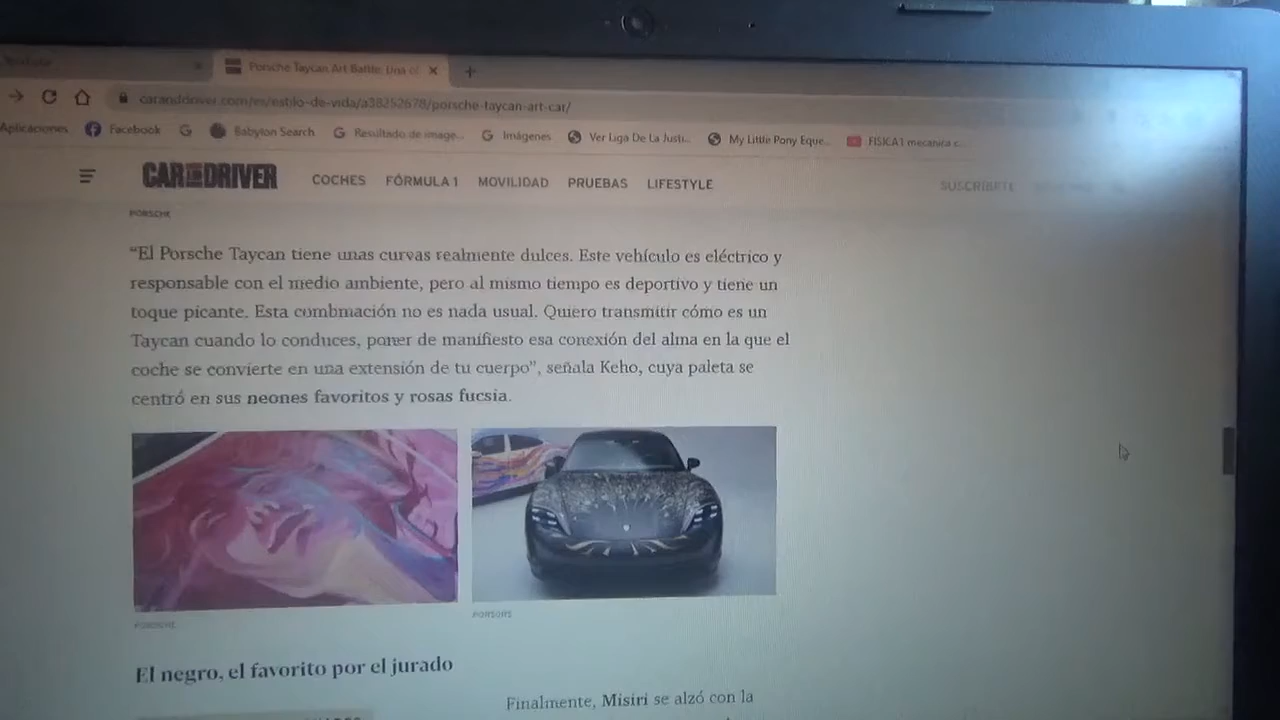 Porsche Taycan Art Battle: Una of
caranddriver.com/es/estilo-de-vida/a38252678/porsche-taycan-art-car/
Aplicaciones Facebook Babylon Search Resultado de image... Imágenes Ver Liga De La Justi... My Little Pony Eque... FISICA1 mecanica c...
CAR AND DRIVER COCHES FÓRMULA 1 MOVILIDAD PRUEBAS LIFESTYLE SUSCRÍBETE
PORSCHE
“El Porsche Taycan tiene unas curvas realmente dulces. Este vehículo es eléctrico y
responsable con el medio ambiente, pero al mismo tiempo es deportivo y tiene un
toque picante. Esta combmación no es nada usual. Quiero transmitir cómo es un
Taycan cuando lo conduces, poner de manifiesto esa conexión del alma en la que el
coche se convierte en una extensión de tu cuerpo”, señala Keho, cuya paleta se
centró en sus neones favoritos y rosas fucsia.
PORSCHE
El negro, el favorito por el jurado
Finalmente, Misiri se alzó con la